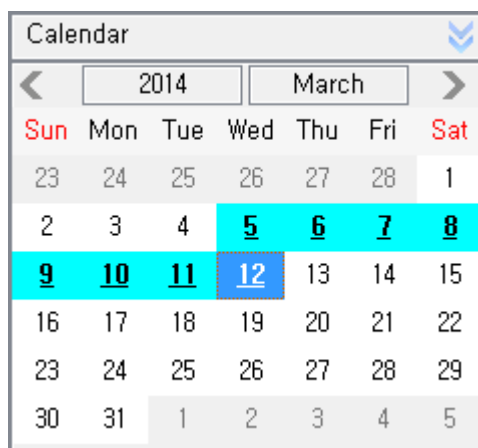 Calendar
2014 March
Sun Mon Tue Wed Thu Fri Sat
23 24 25 26 27 28 1
2 3 4 5 6 7 8
9 10 11 12 13 14 15
16 17 18 19 20 21 22
23 24 25 26 27 28 29
30 31 1 2 3 4 5